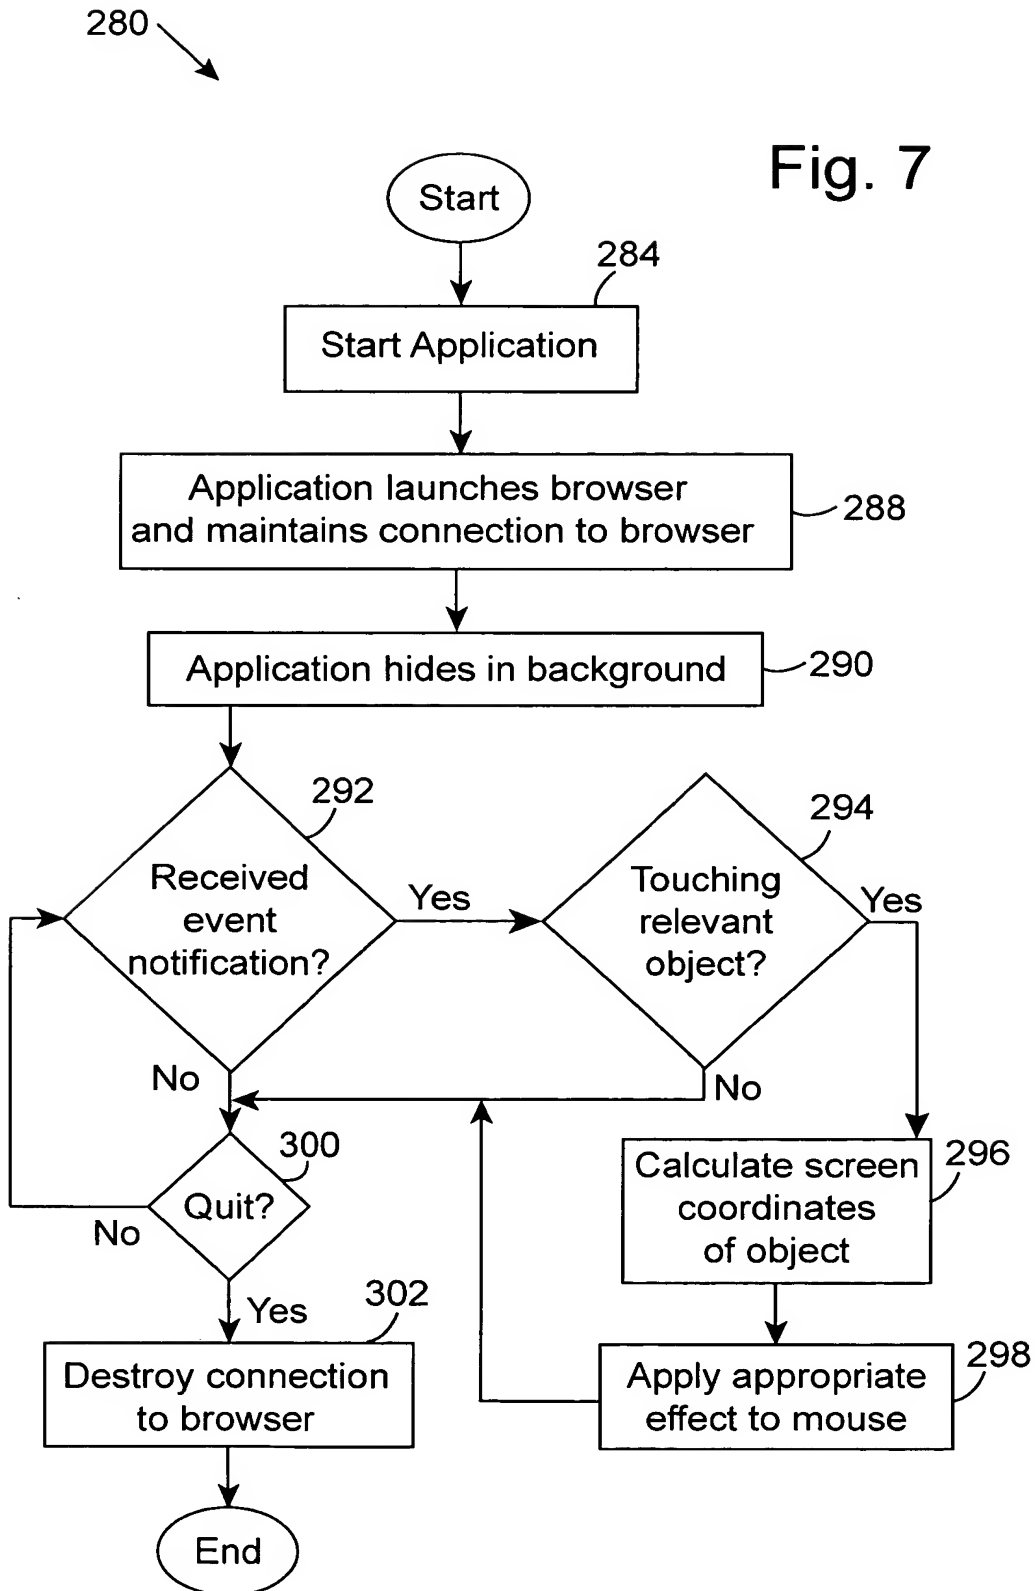 280
Fig. 7
Start
284
Start Application
Application launches browser
and maintains connection to browser
288
Application hides in background
290
292
Received
event
notification?
Yes
294
Touching
relevant
object?
Yes
No
No
300
Quit?
No
Yes
296
Calculate screen
coordinates
of object
302
Destroy connection
to browser
298
Apply appropriate
effect to mouse
End